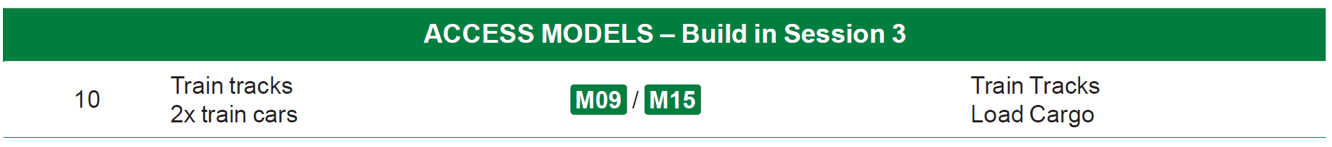 ACCESS MODELS – Build in Session 3
10
Train tracks
2x train cars
M09 / M15
Train Tracks
Load Cargo